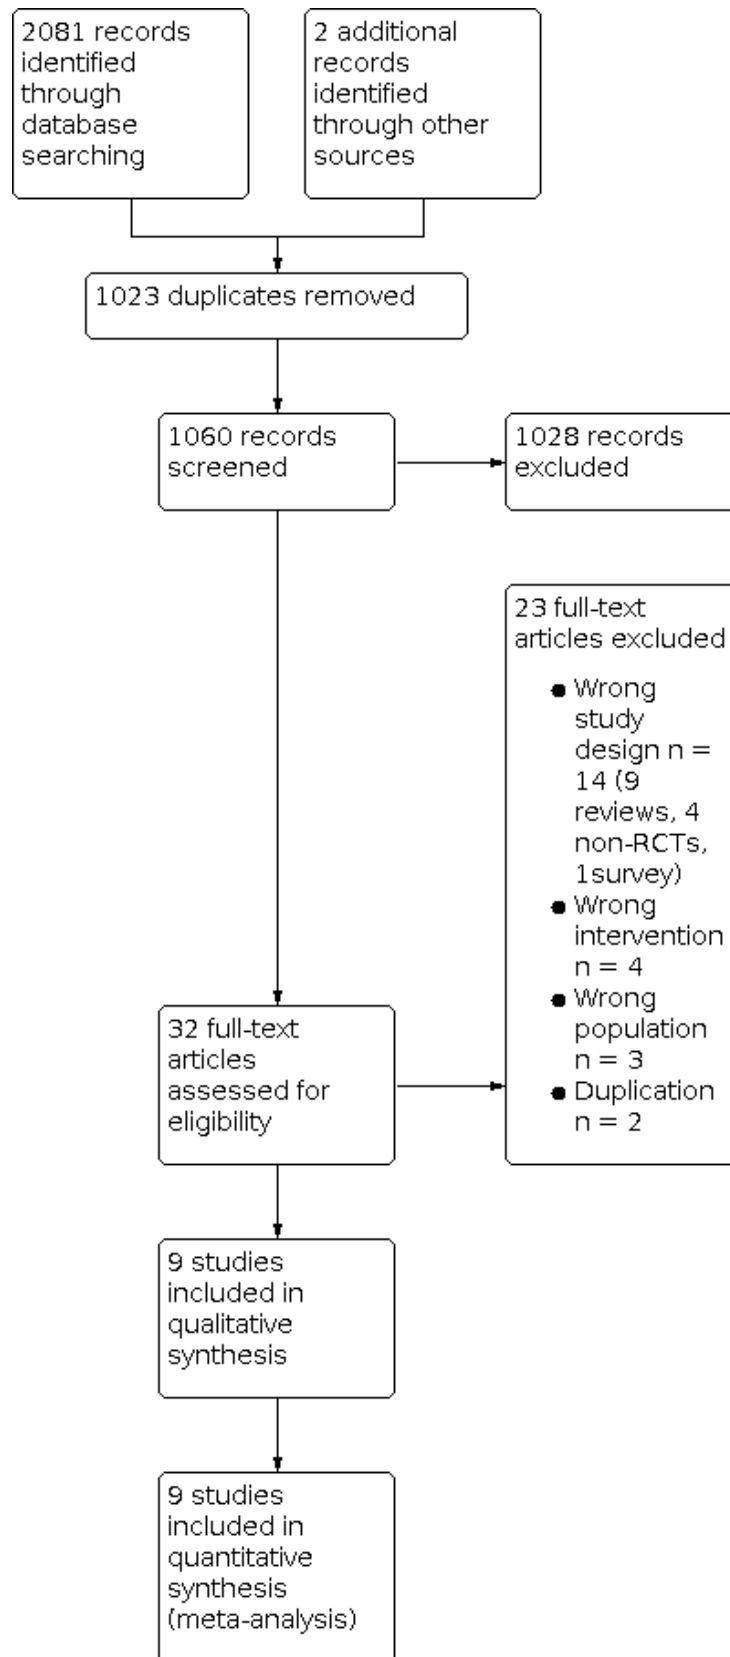 2081 records
identified
through
database
searching
2 additional
records
identified
through other
sources
1023 duplicates removed
1060 records
screened
1028 records
excluded
23 full-text
articles excluded
● Wrong
study
design n =
14 (9
reviews, 4
non-RCTs,
1survey)
● Wrong
intervention
n = 4
● Wrong
population
n = 3
● Duplication
n = 2
32 full-text
articles
assessed for
eligibility
9 studies
included in
qualitative
synthesis
9 studies
included in
quantitative
synthesis
(meta-analysis)